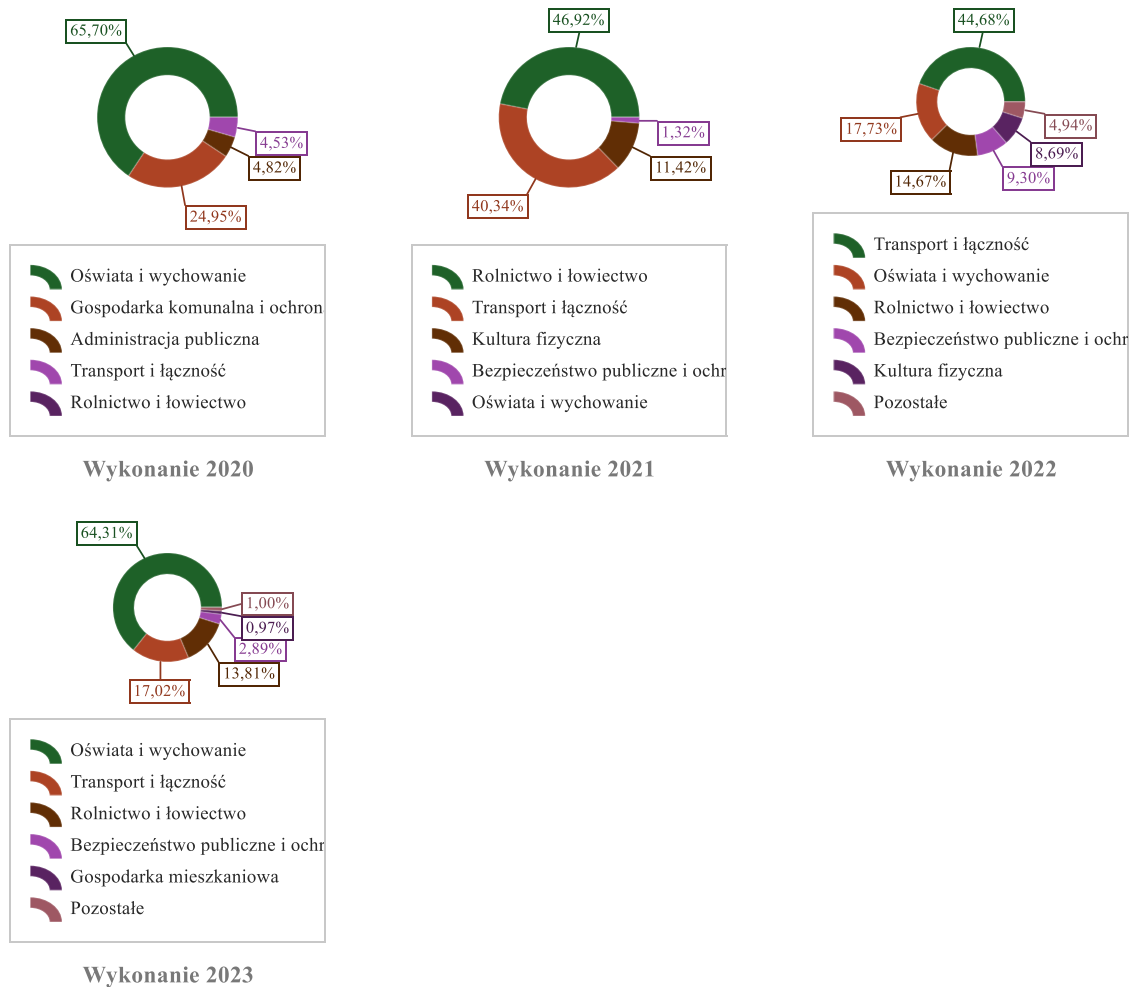 65,70%
4,53%
4,82%
24,95%
Oświata i wychowanie
Gospodarka komunalna i ochron
Administracja publiczna
Transport i łączność
Rolnictwo i łowiectwo
Wykonanie 2020
46,92%
1,32%
11,42%
40,34%
Rolnictwo i łowiectwo
Transport i łączność
Kultura fizyczna
Bezpieczeństwo publiczne i ochr
Oświata i wychowanie
Wykonanie 2021
44,68%
17,73%
4,94%
8,69%
14,67%
9,30%
Transport i łączność
Oświata i wychowanie
Rolnictwo i łowiectwo
Bezpieczeństwo publiczne i ochr
Kultura fizyczna
Pozostałe
Wykonanie 2022
64,31%
1,00%
0,97%
2,89%
13,81%
17,02%
Oświata i wychowanie
Transport i łączność
Rolnictwo i łowiectwo
Bezpieczeństwo publiczne i ochr
Gospodarka mieszkaniowa
Pozostałe
Wykonanie 2023